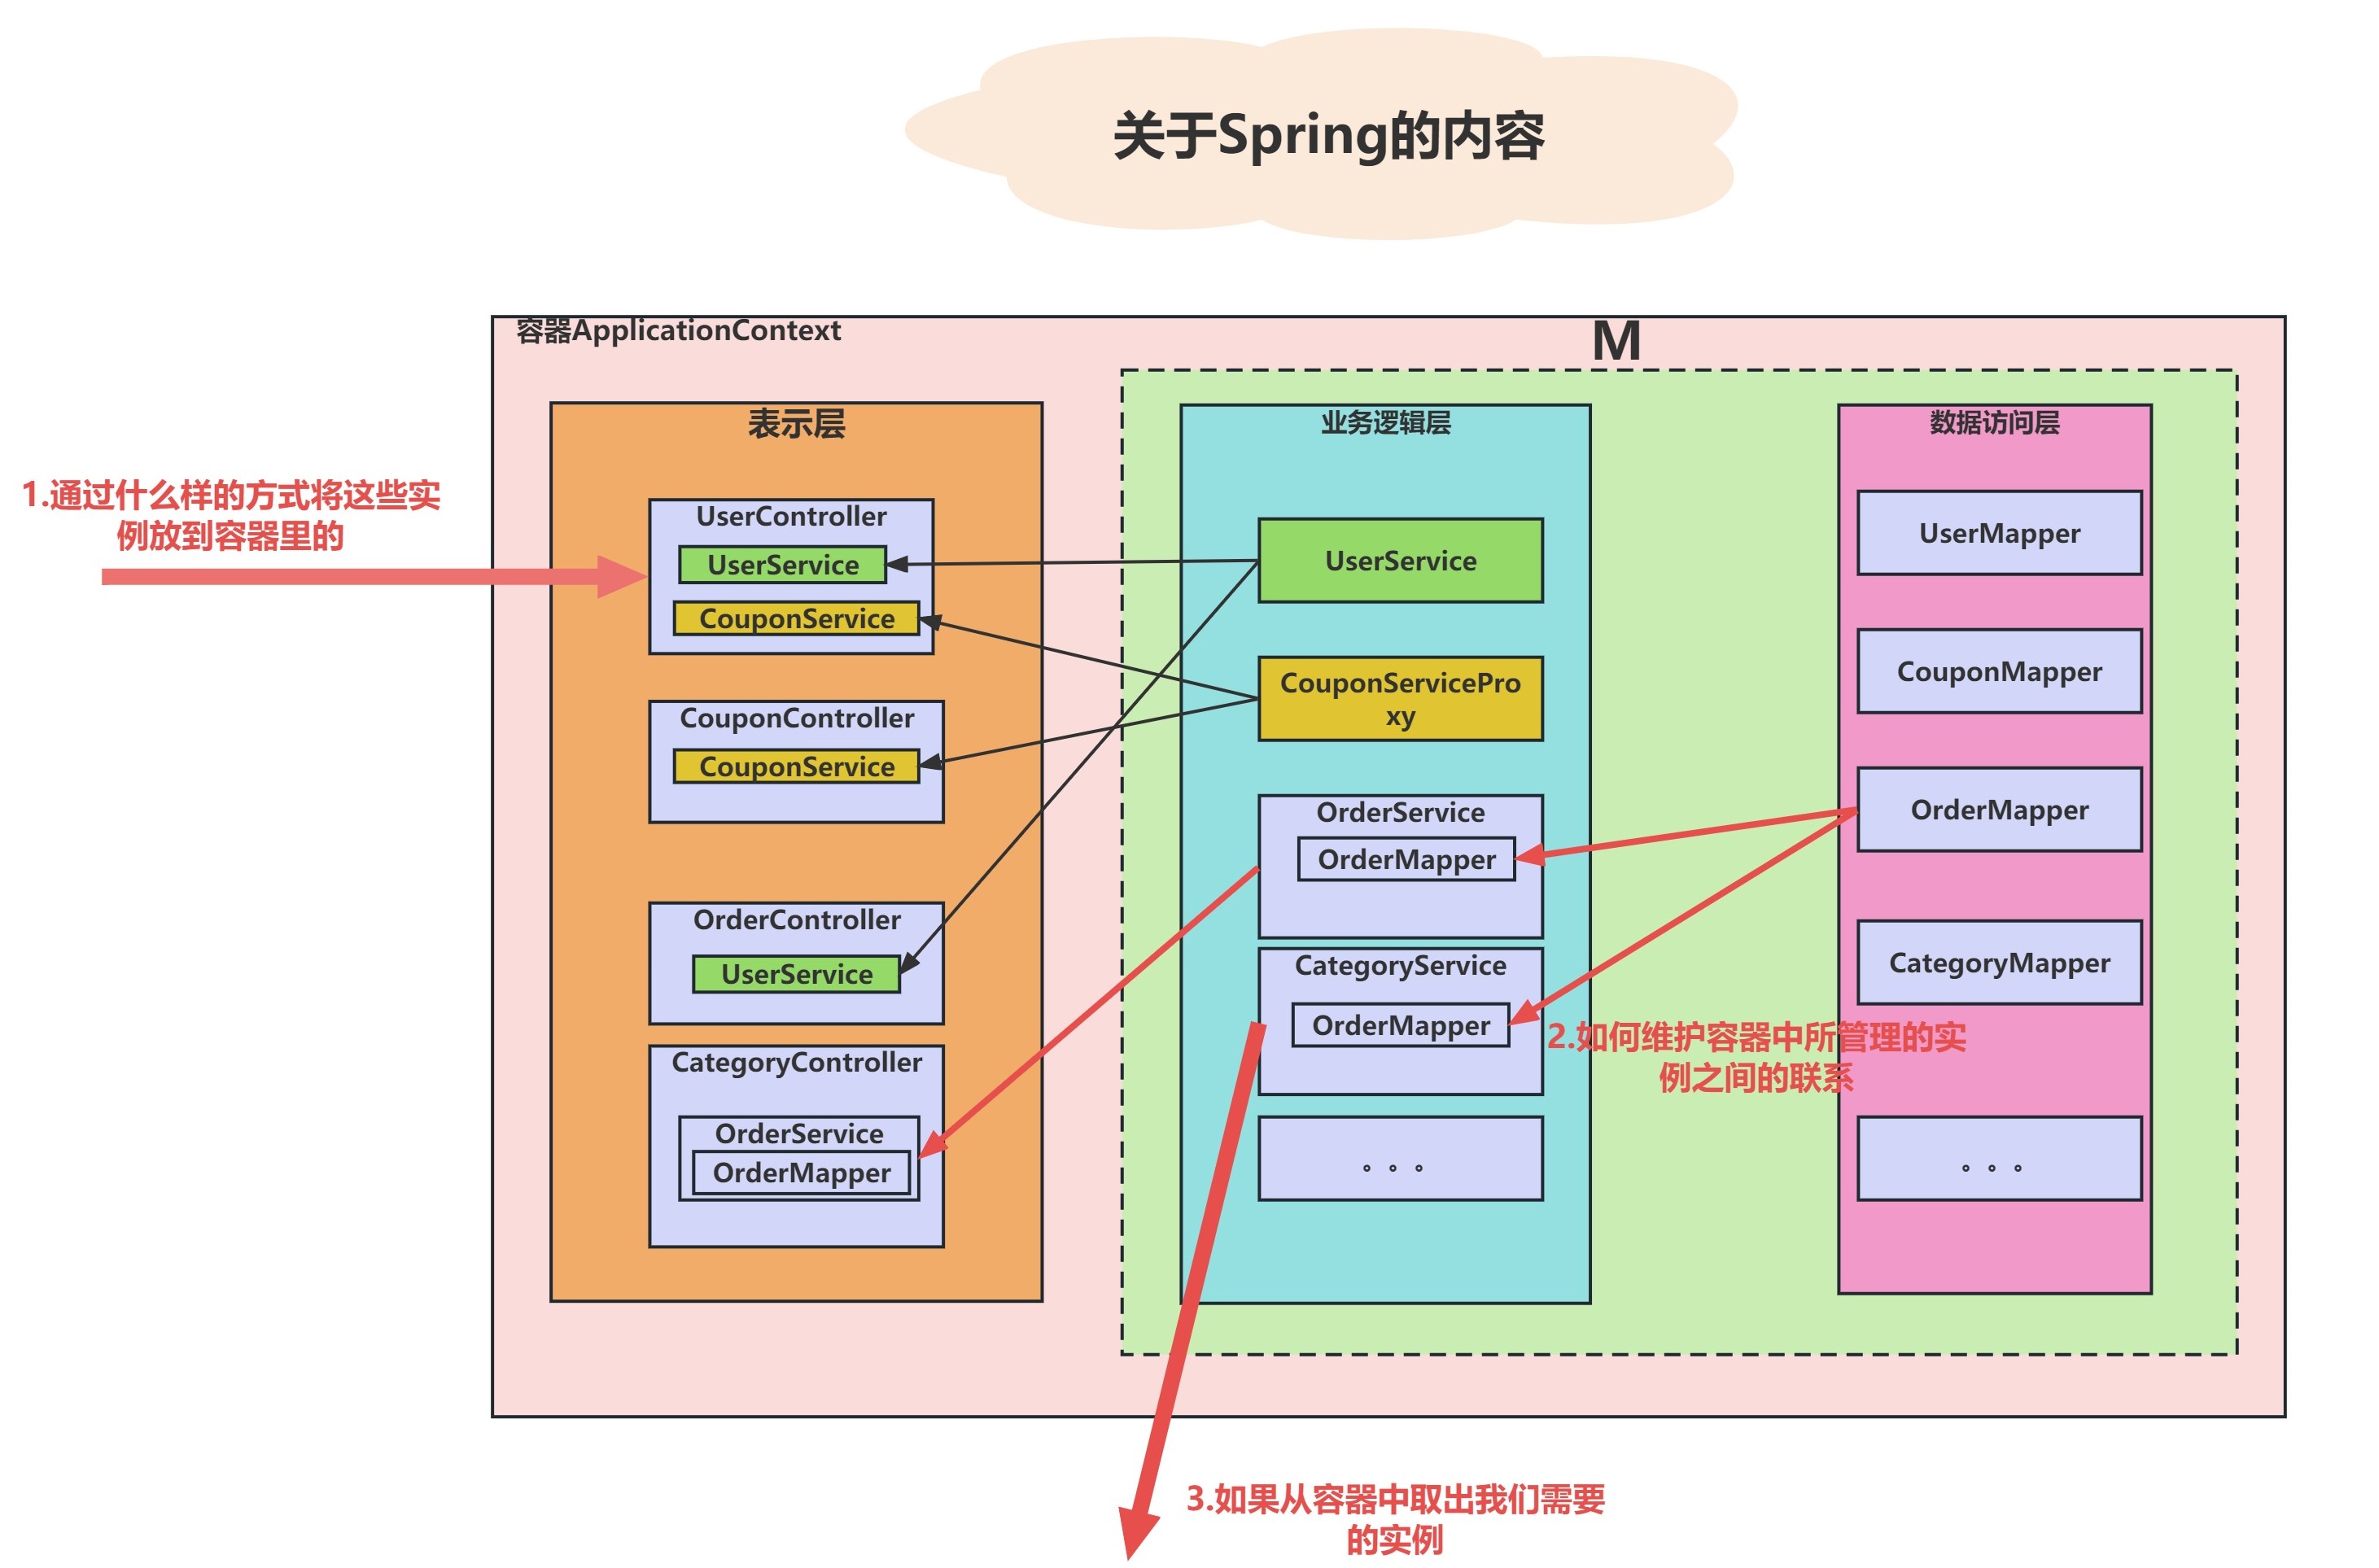 关于Spring的内容
容器ApplicationContext
M
表示层
业务逻辑层
数据访问层
1.通过什么样的方式将这些实
例放到容器里的
UserController
UserService
CouponService
CouponController
CouponService
OrderController
UserService
CategoryController
OrderService
OrderMapper
UserService
CouponServicePro
xy
OrderService
OrderMapper
CategoryService
OrderMapper
。。。
UserMapper
CouponMapper
OrderMapper
CategoryMapper
。。。
2.如何维护容器中所管理的实
例之间的联系
3.如果从容器中取出我们需要
的实例